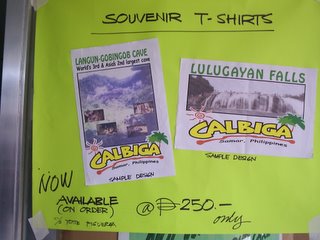 SOUVENIR T-SHIRTS
LANGUN-GOBINGOB CAVE
World's 3rd & Asia's 2nd largest cave
CALBIGA
Samar, Philippines
SAMPLE DESIGN
LULUGAYAN FALLS
CALBIGA
Samar, Philippines
SAMPLE DESIGN
NOW
AVAILABLE
(ON ORDER)
@ ₱ 250.—
only